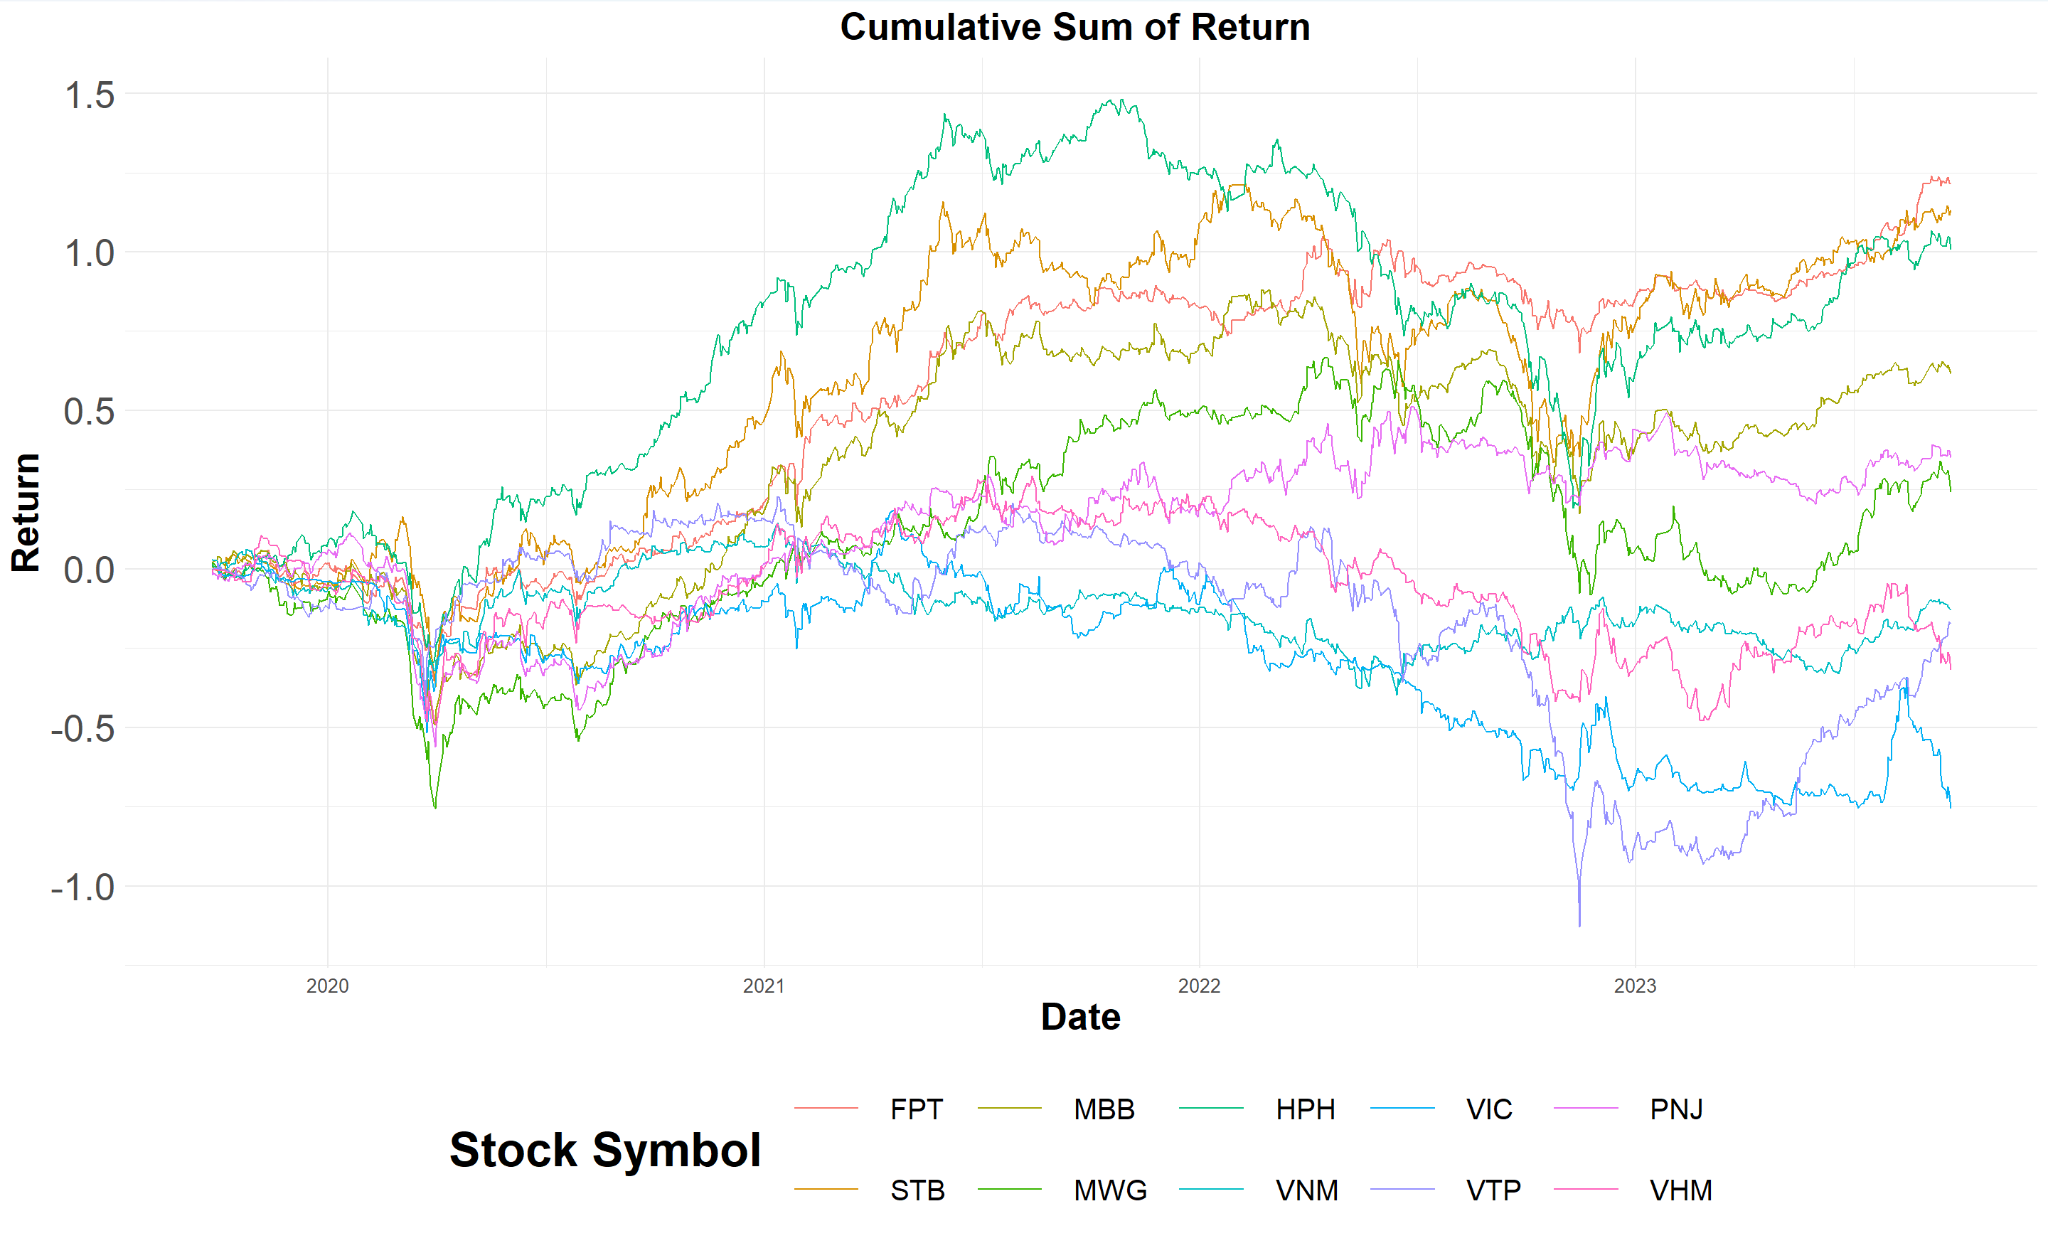 Cumulative Sum of Return
1.5
1.0
0.5
0.0
-0.5
-1.0
Return
2020 2021 2022 2023
Date
Stock Symbol
FPT MBB HPH VIC PNJ
STB MWG VNM VTP VHM